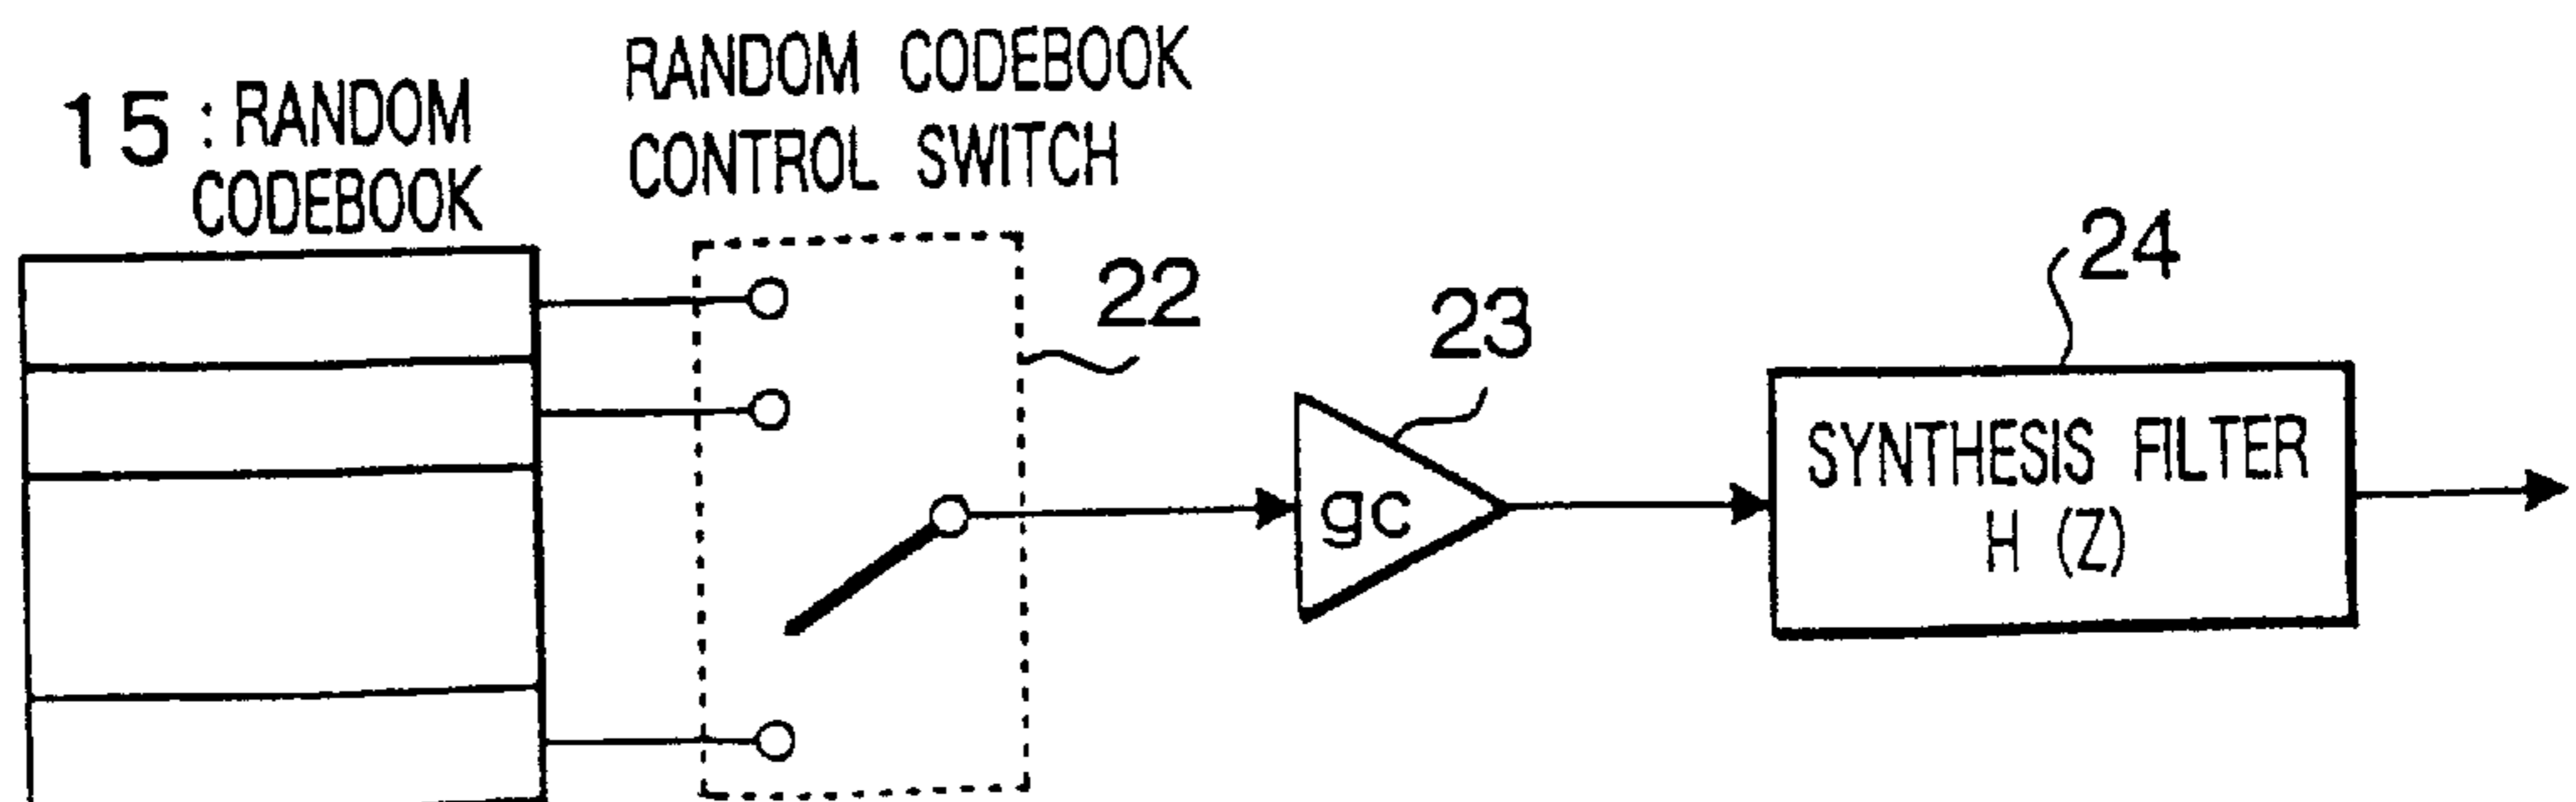 15 : RANDOM
CODEBOOK
RANDOM CODEBOOK
CONTROL SWITCH
22
23
24
gc
SYNTHESIS FILTER
H (Z)